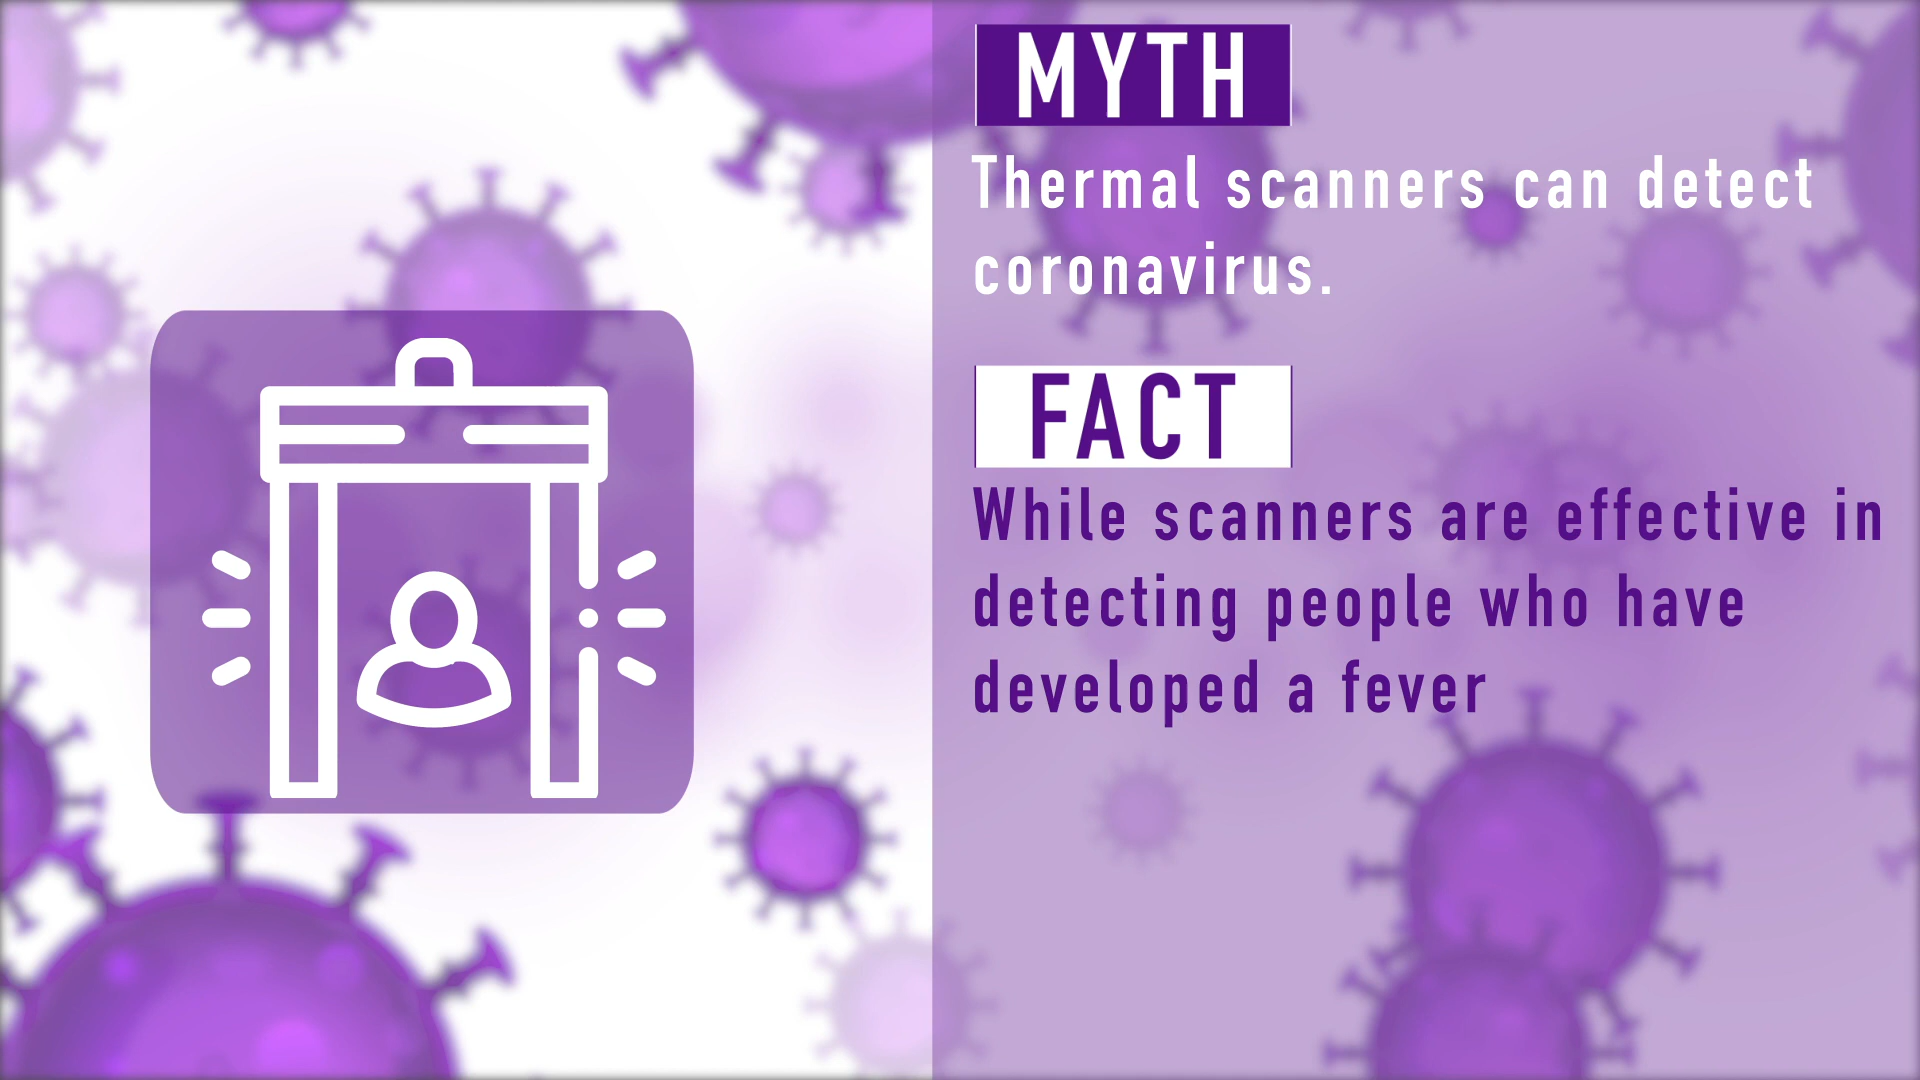 MYTH
Thermal scanners can detect
coronavirus.
FACT
While scanners are effective in
detecting people who have
developed a fever